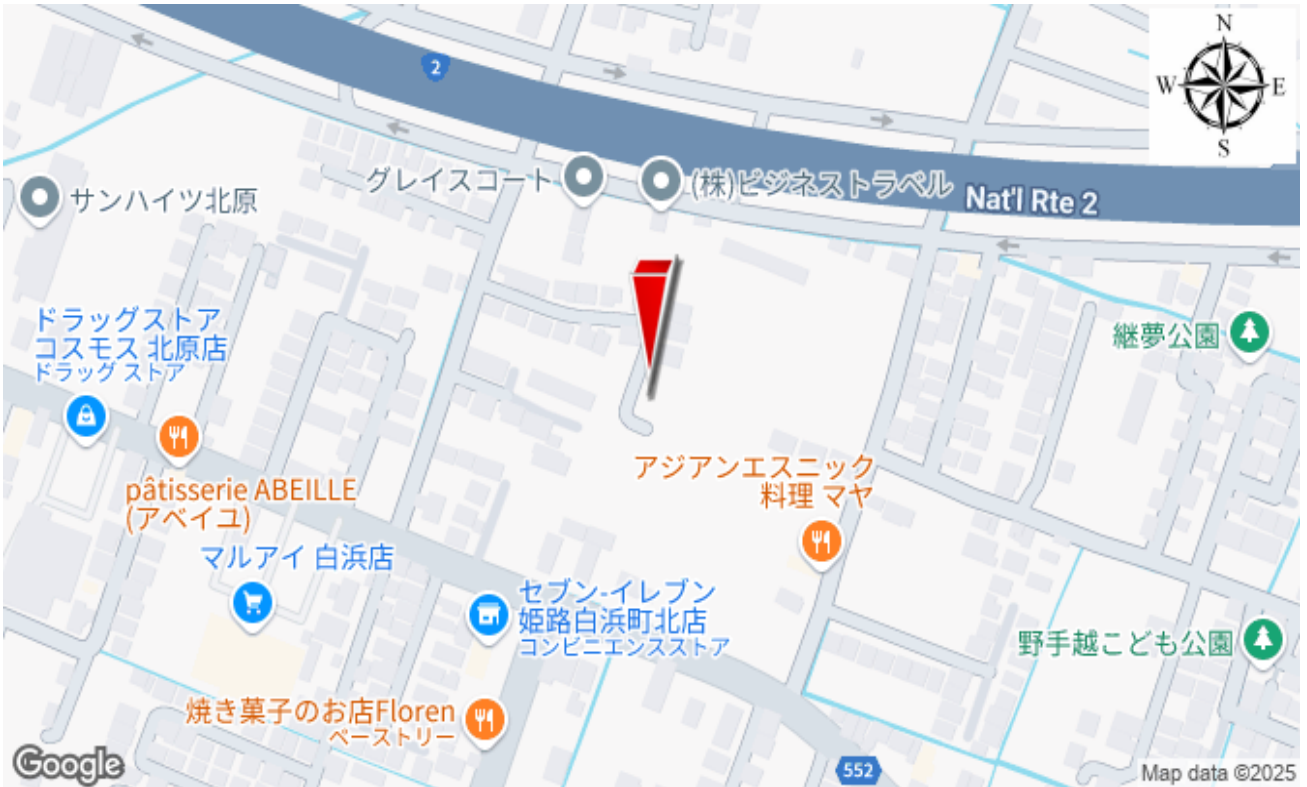 N
W
E
S
2
グレイスコート
(株)ビジネストラベル
サンハイツ北原
Nat'l Rte 2
ドラッグストア
コスモス 北原店
ドラッグ ストア
継夢公園
pâtisserie ABEILLE
(アベイユ)
アジアンエスニック
料理 マヤ
マルアイ 白浜店
セブン-イレブン
姫路白浜町北店
コンビニエンスストア
野手越こども公園
焼き菓子のお店Floren
ペーストリー
552
Google
Map data ©2025